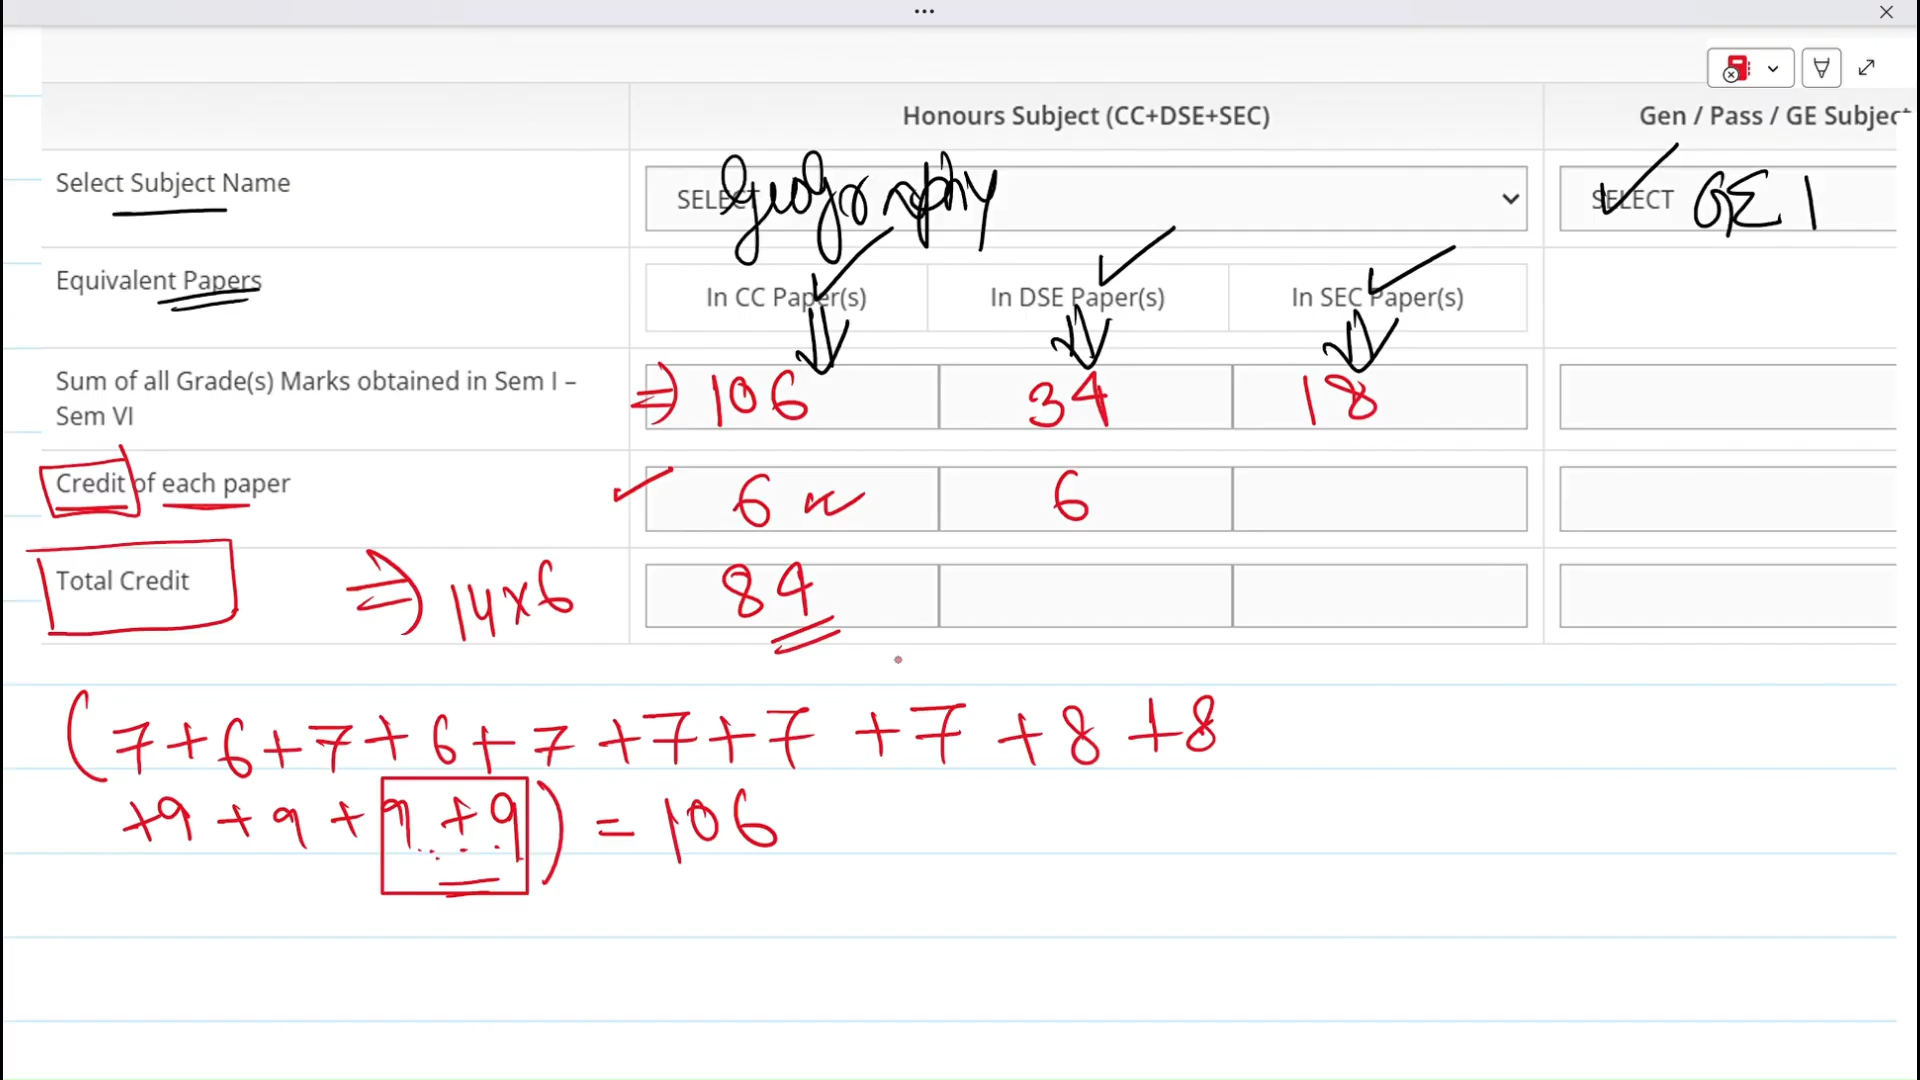 Honours Subject (CC+DSE+SEC)
Gen / Pass / GE Subject
Select Subject Name
SELECT
Geography
SELECT
GE 1
Equivalent Papers
In CC Paper(s)
In DSE Paper(s)
In SEC Paper(s)
Sum of all Grade(s) Marks obtained in Sem I –
Sem VI
⇒ 106
34
18
Credit of each paper
6
6
Total Credit
⇒ 14×6
84
(7+6+7+6+7+7+7+7+8+8
+9+9+9+9) = 106